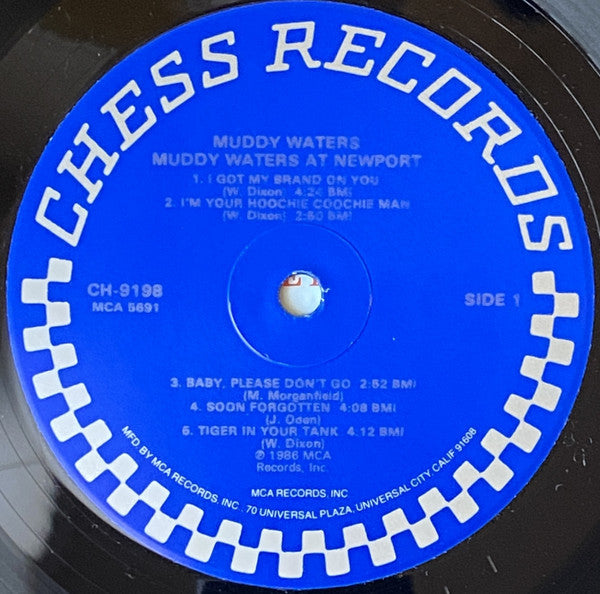 CHESS RECORDS
MUDDY WATERS
MUDDY WATERS AT NEWPORT
1. I GOT MY BRAND ON YOU
(W. Dixon) 4:24 BMI
2. I'M YOUR HOOCHIE COOCHIE MAN
(W. Dixon) 2:50 BMI
CH-9198
MCA 5691
SIDE 1
3. BABY, PLEASE DON'T GO 2:52 BMI
(M. Morganfield)
4. SOON FORGOTTEN 4:08 BMI
(J. Oden)
5. TIGER IN YOUR TANK 4:12 BMI
(W. Dixon)
℗ 1986 MCA
Records, Inc.
MCA RECORDS, INC
MFD BY MCA RECORDS, INC., 70 UNIVERSAL PLAZA, UNIVERSAL CITY, CALIF 91608